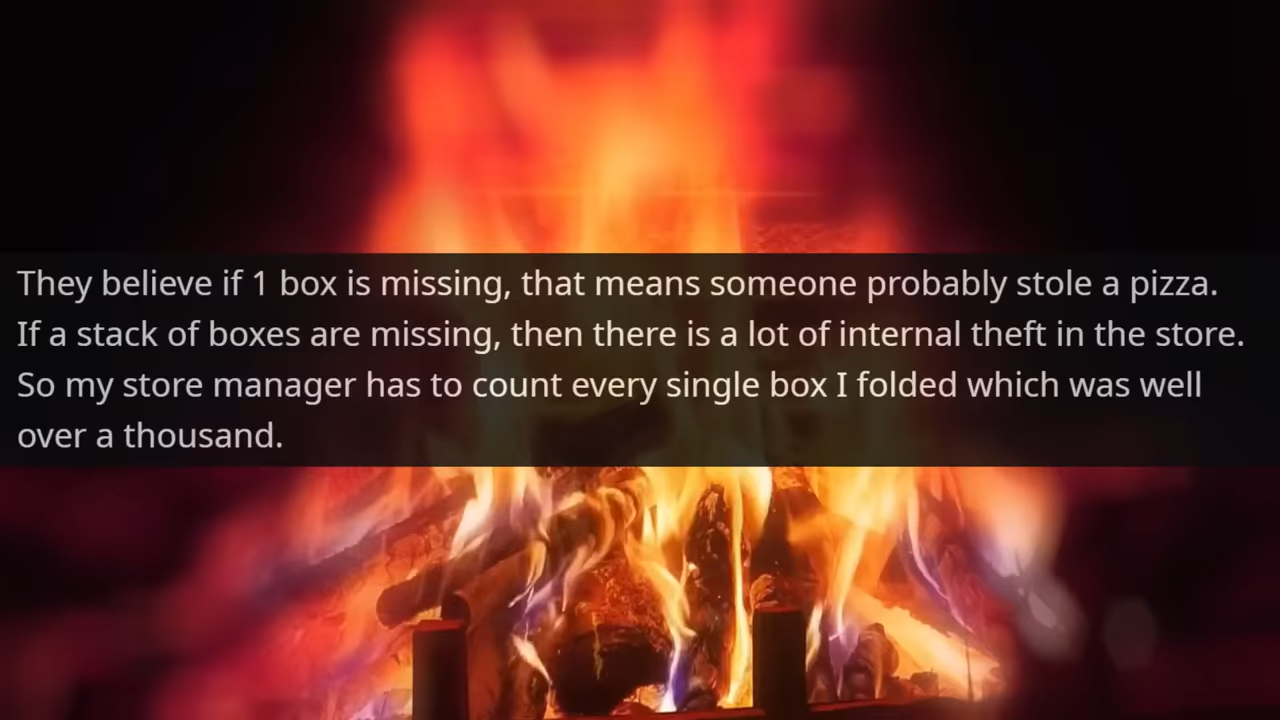 They believe if 1 box is missing, that means someone probably stole a pizza.
If a stack of boxes are missing, then there is a lot of internal theft in the store.
So my store manager has to count every single box I folded which was well
over a thousand.